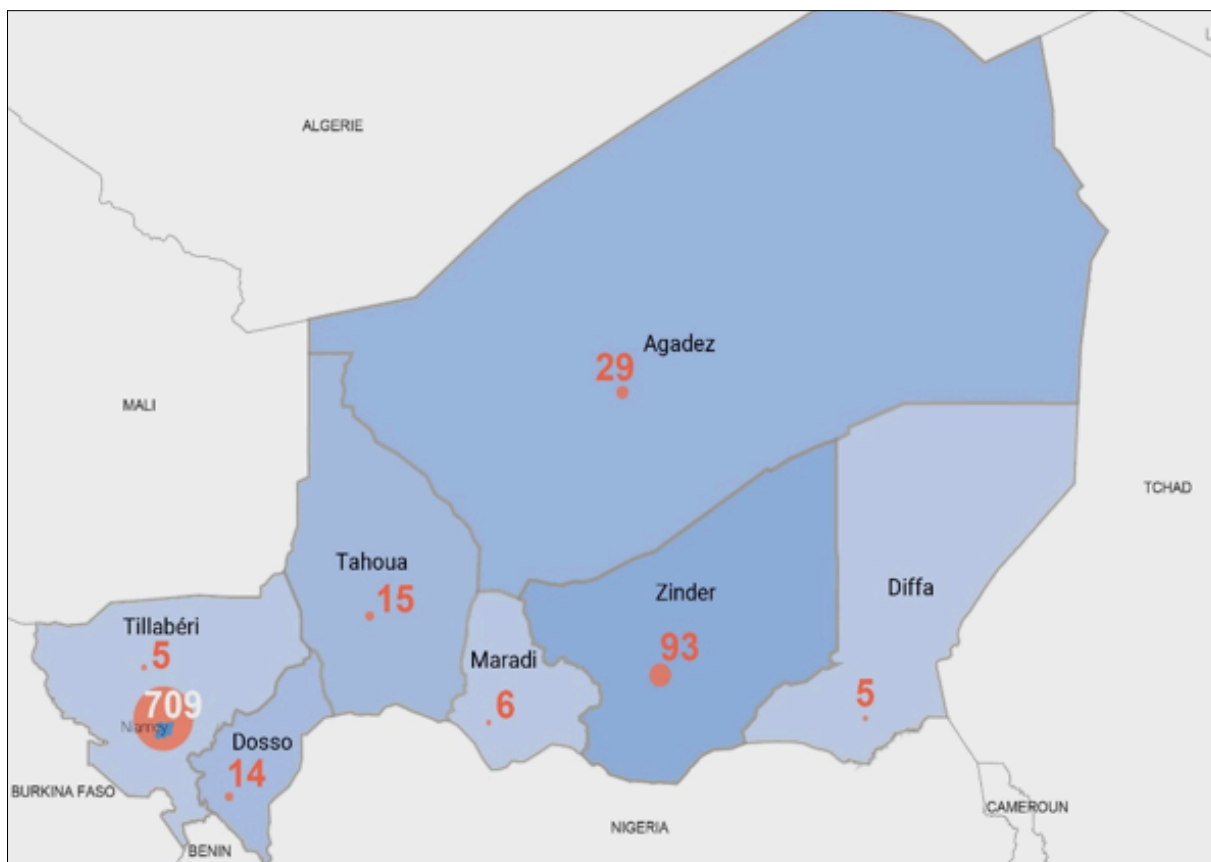 L
ALGERIE
Agadez
29
MALI
TCHAD
Tahoua
15
Zinder
93
Diffa
5
Tillabéri
5
Maradi
6
709
Niamey
Dosso
14
BURKINA FASO
CAMEROUN
NIGERIA
BENIN